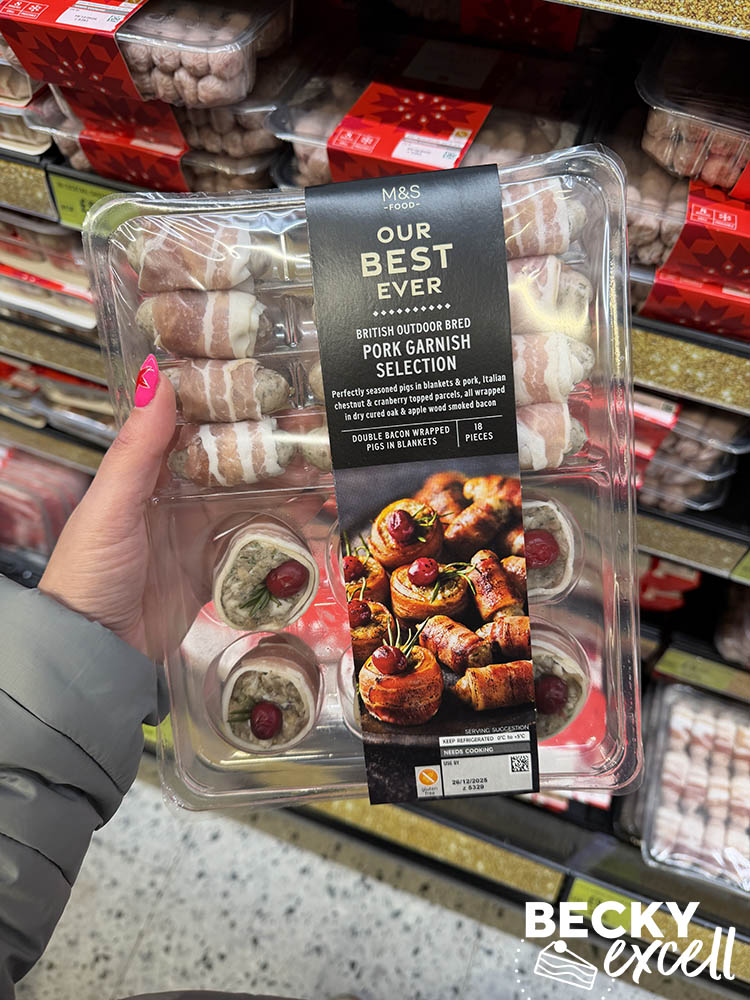 M&S
-FOOD-
OUR
BEST
EVER
BRITISH OUTDOOR BRED
PORK GARNISH
SELECTION
Perfectly seasoned pigs in blankets & pork, Italian
chestnut & cranberry topped parcels, all wrapped
in dry cured oak & apple wood smoked bacon
DOUBLE BACON WRAPPED
PIGS IN BLANKETS
18
PIECES
SERVING SUGGESTION
KEEP REFRIGERATED 0°C to +5°C
NEEDS COOKING
USE BY
26/12/2025
gluten
free
BECKY
excell